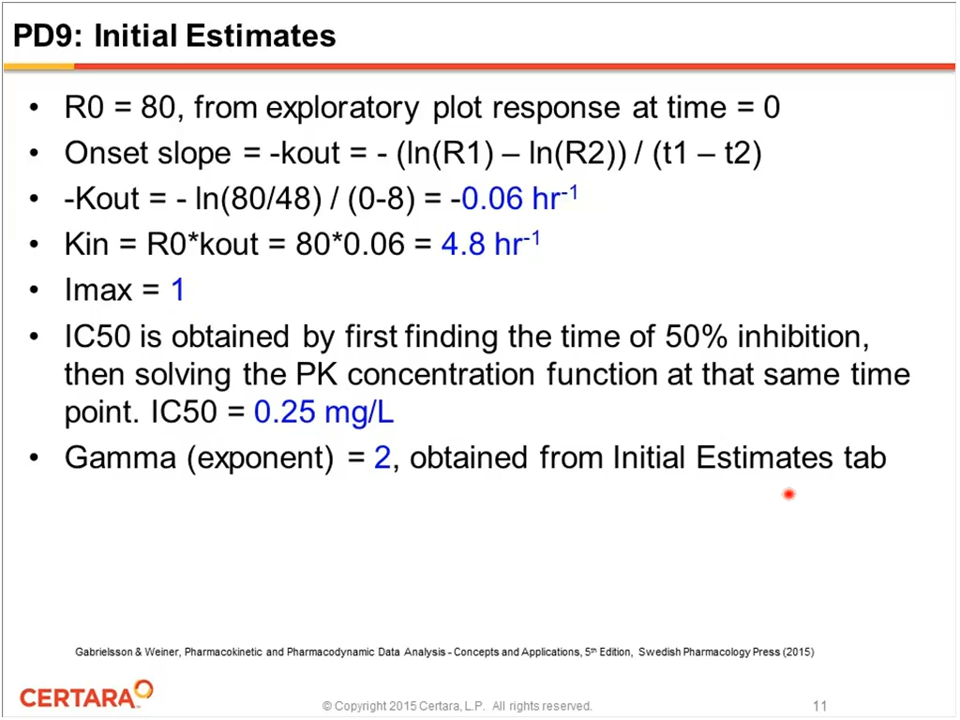 PD9: Initial Estimates
• R0 = 80, from exploratory plot response at time = 0
• Onset slope = -kout = - (ln(R1) – ln(R2)) / (t1 – t2)
• -Kout = - ln(80/48) / (0-8) = -0.06 hr⁻¹
• Kin = R0*kout = 80*0.06 = 4.8 hr⁻¹
• Imax = 1
• IC50 is obtained by first finding the time of 50% inhibition,
then solving the PK concentration function at that same time
point. IC50 = 0.25 mg/L
• Gamma (exponent) = 2, obtained from Initial Estimates tab
Gabrielsson & Weiner, Pharmacokinetic and Pharmacodynamic Data Analysis - Concepts and Applications, 5th Edition, Swedish Pharmacology Press (2015)
CERTARA
© Copyright 2015 Certara, L.P. All rights reserved.
11